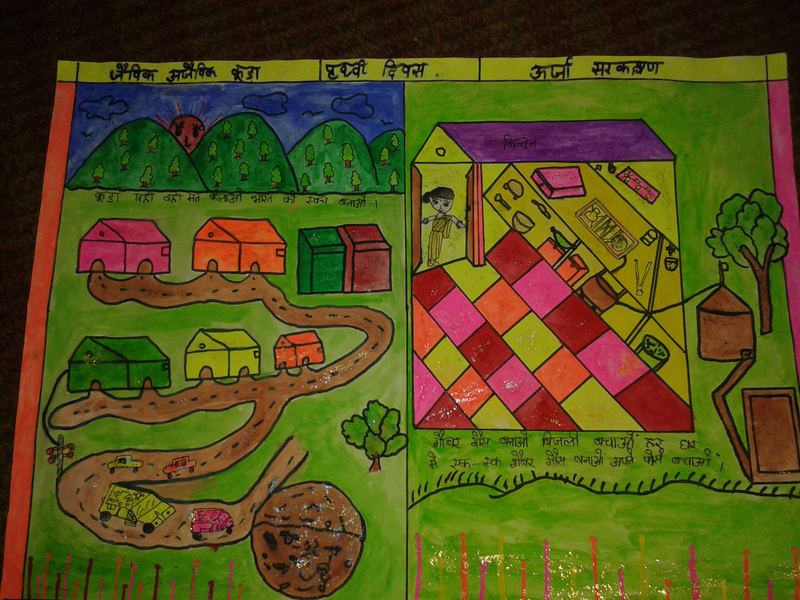 जैविक अजैविक कूडा
पृथ्वी दिवस
ऊर्जा सरकाक्षण
किचन
कूडा यहाँ वहाँ मत फैलाओ भारत को स्वच बनाओ।
गोबर गैस बनाओ बिजली बचाओ हर घर
में एक-एक गोबर गैस बनाओ अपने पैसे बचाओ।